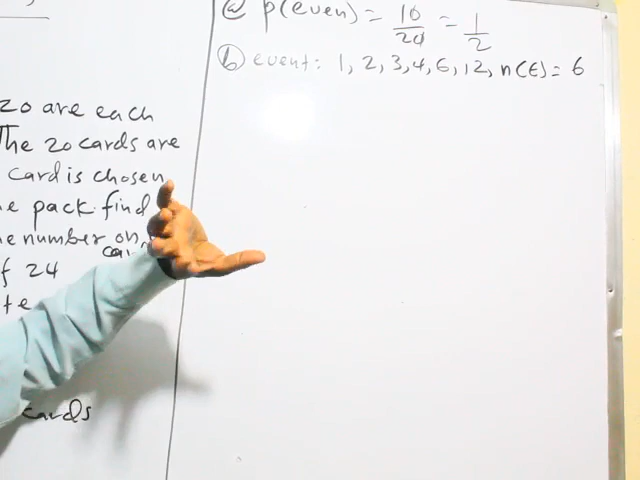 20 are each
The 20 cards are
card is chosen
pack. find
number on
card
f 24
te
cards
@ p(even) = 10/20 = 1/2
(b) event: 1, 2, 3, 4, 6, 12, n(E) = 6